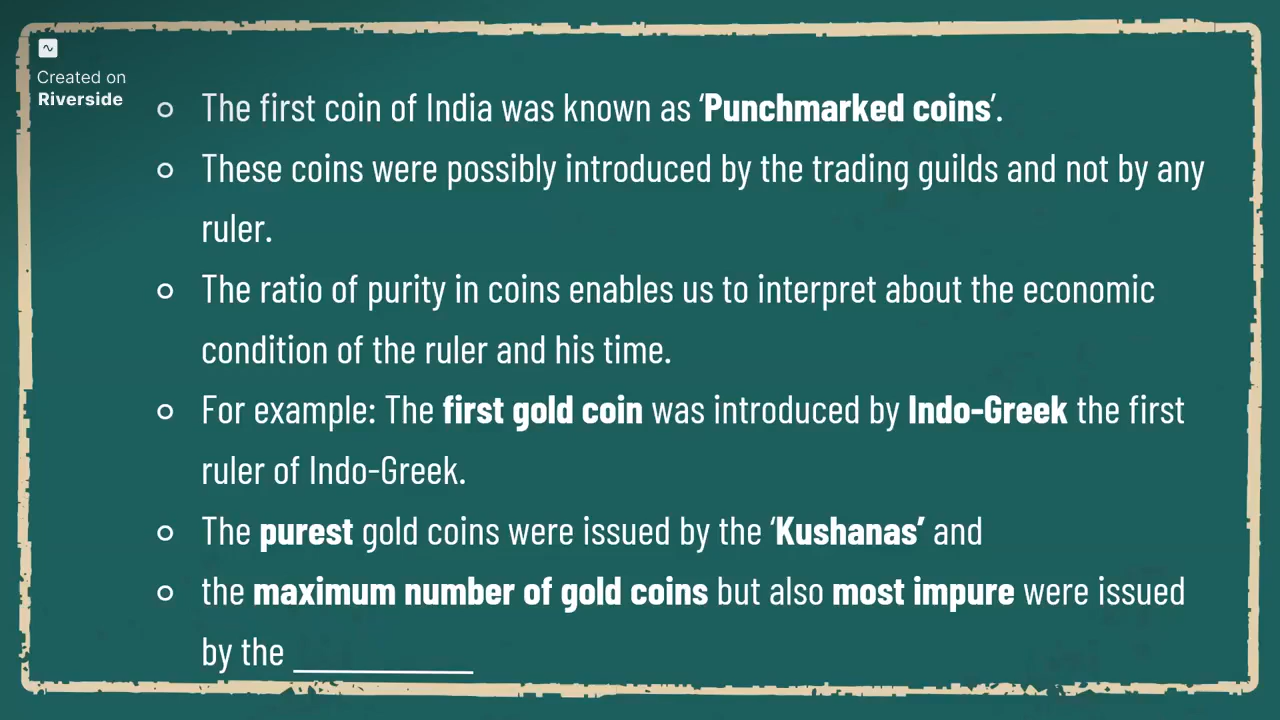 Created on
Riverside
The first coin of India was known as ‘Punchmarked coins’.
These coins were possibly introduced by the trading guilds and not by any
ruler.
The ratio of purity in coins enables us to interpret about the economic
condition of the ruler and his time.
For example: The first gold coin was introduced by Indo-Greek the first
ruler of Indo-Greek.
The purest gold coins were issued by the ‘Kushanas’ and
the maximum number of gold coins but also most impure were issued
by the __________